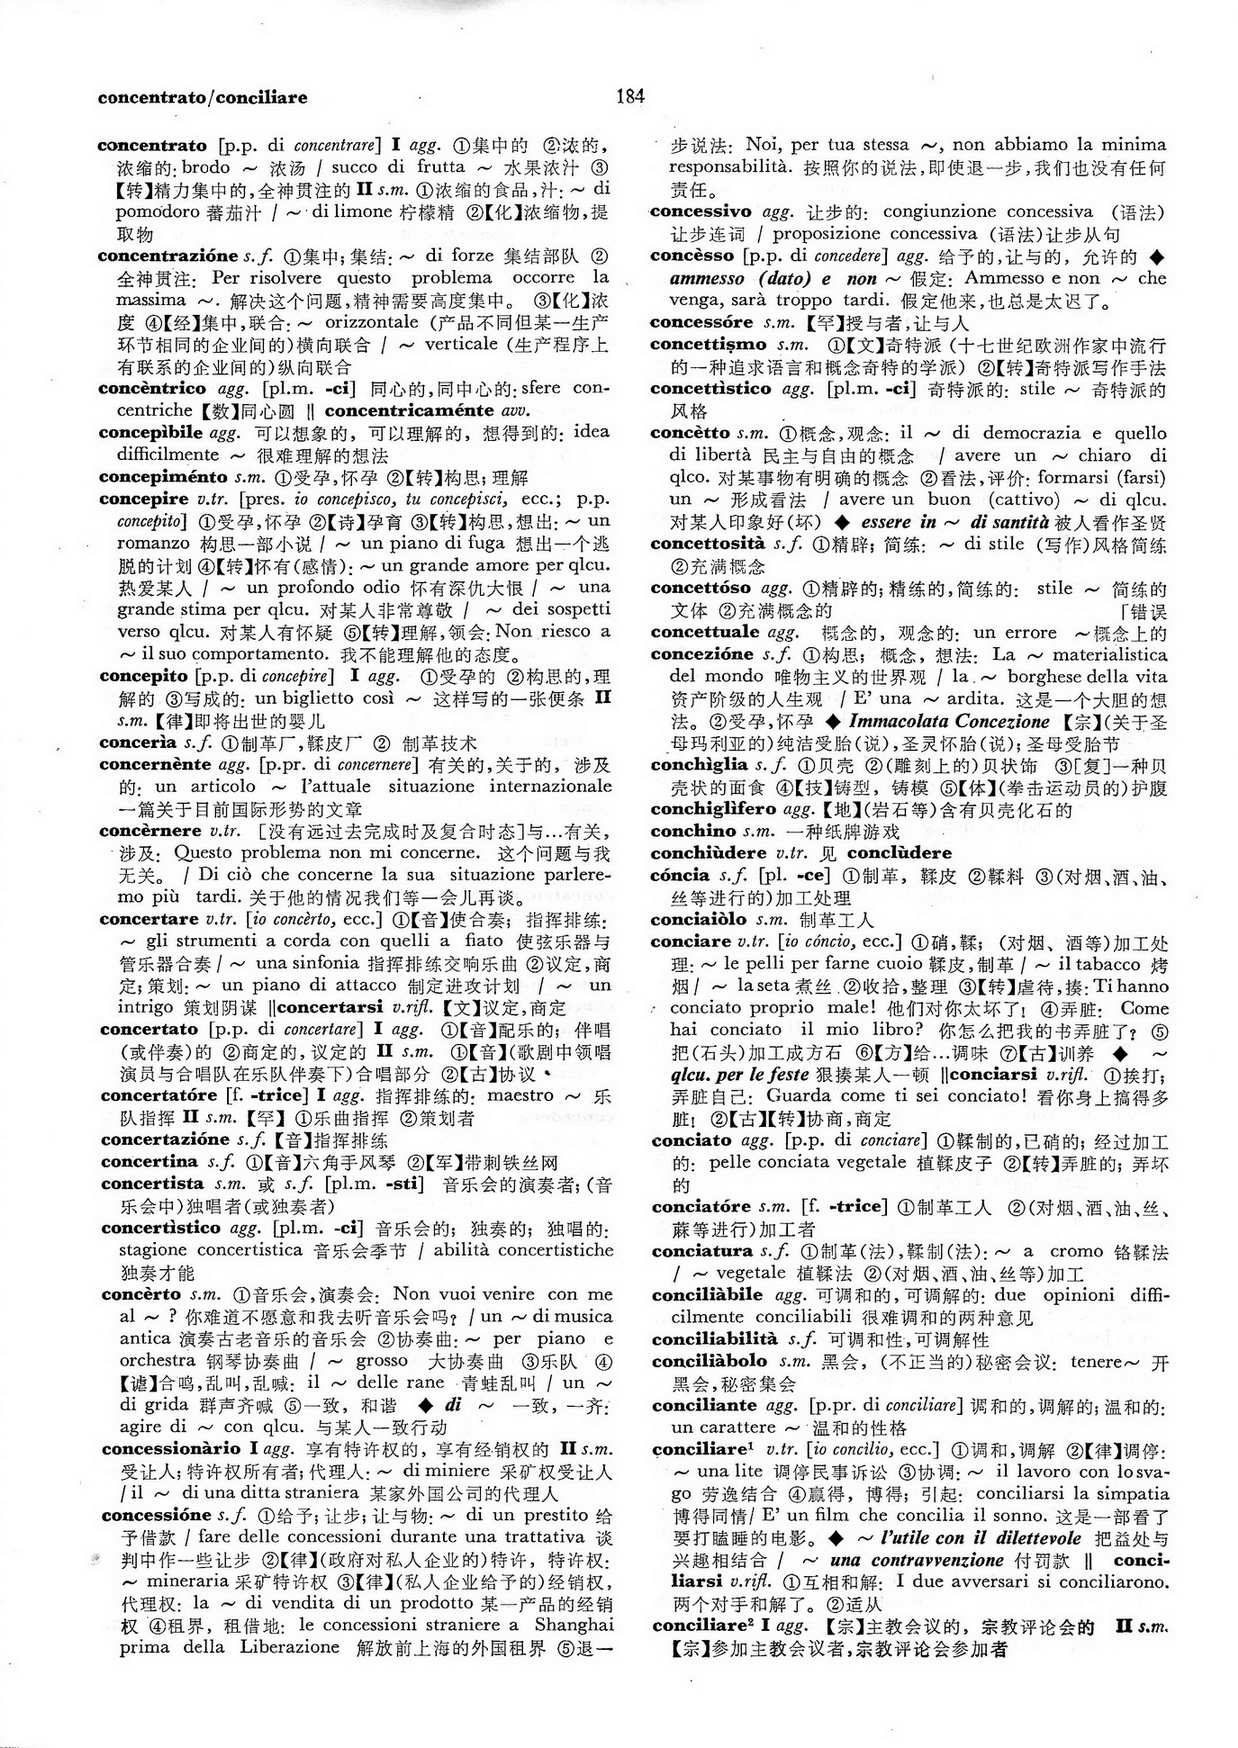 concentrato/conciliare
184
concentrato [p.p. di concentrare] I agg. ①集中的 ②浓的,
浓缩的: brodo ～ 浓汤 / succo di frutta ～ 水果浓汁 ③
【转】精力集中的,全神贯注的 II s.m. ①浓缩的食品,汁: ～ di
pomodoro 蕃茄汁 / ～ di limone 柠檬精 ②【化】浓缩物,提
取物
concentrazióne s.f. ①集中; 集结: ～ di forze 集结部队 ②
全神贯注: Per risolvere questo problema occorre la
massima ～. 解决这个问题,精神需要高度集中。 ③【化】浓
度 ④【经】集中,联合: ～ orizzontale (产品不同但某一生产
环节相同的企业间的)横向联合 / ～ verticale (生产程序上
有联系的企业间的)纵向联合
concèntrico agg. [pl.m. -ci] 同心的,同中心的: sfere con-
centriche【数】同心圆 ‖ concentricaménte avv.
concepìbile agg. 可以想象的, 可以理解的, 想得到的: idea
difficilmente ～ 很难理解的想法
concepiménto s.m. ①受孕,怀孕 ②【转】构思; 理解
concepire v.tr. [pres. io concepisco, tu concepisci, ecc.; p.p.
concepito] ①受孕,怀孕 ②【诗】孕育 ③【转】构思,想出: ～ un
romanzo 构思一部小说 / ～ un piano di fuga 想出一个逃
脱的计划 ④【转】怀有(感情): ～ un grande amore per qlcu.
热爱某人 / ～ un profondo odio 怀有深仇大恨 / ～ una
grande stima per qlcu. 对某人非常尊敬 / ～ dei sospetti
verso qlcu. 对某人有怀疑 ⑤【转】理解,领会: Non riesco a
～ il suo comportamento. 我不能理解他的态度。
concepito [p.p. di concepire] I agg. ①受孕的 ②构思的,理
解的 ③写成的: un biglietto così ～ 这样写的一张便条 II
s.m.【律】即将出世的婴儿
concerìa s.f. ①制革厂,鞣皮厂 ② 制革技术
concernènte agg. [p.pr. di concernere] 有关的,关于的, 涉及
的: un articolo ～ l'attuale situazione internazionale
一篇关于目前国际形势的文章
concèrnere v.tr. [没有远过去完成时及复合时态]与…有关,
涉及: Questo problema non mi concerne. 这个问题与我
无关。 / Di ciò che concerne la sua situazione parlere-
mo più tardi. 关于他的情况我们等一会儿再谈。
concertare v.tr. [io concèrto, ecc.] ①【音】使合奏; 指挥排练:
～ gli strumenti a corda con quelli a fiato 使弦乐器与
管乐器合奏 / ～ una sinfonia 指挥排练交响乐曲 ②议定,商
定; 策划: ～ un piano di attacco 制定进攻计划 / ～ un
intrigo 策划阴谋 ‖concertarsi v.rifl. 【文】议定,商定
concertato [p.p. di concertare] I agg. ①【音】配乐的; 伴唱
(或伴奏)的 ②商定的,议定的 II s.m. ①【音】(歌剧中领唱
演员与合唱队在乐队伴奏下)合唱部分 ②【古】协议
concertatóre [f. -trice] I agg. 指挥排练的: maestro ～ 乐
队指挥 II s.m. 【罕】 ①乐曲指挥 ②策划者
concertazióne s.f. 【音】指挥排练
concertina s.f. ①【音】六角手风琴 ②【军】带刺铁丝网
concertista s.m. 或 s.f. [pl.m. -sti] 音乐会的演奏者; (音
乐会中)独唱者(或独奏者)
concertìstico agg. [pl.m. -ci] 音乐会的; 独奏的; 独唱的:
stagione concertistica 音乐会季节 / abilità concertistiche
独奏才能
concèrto s.m. ①音乐会,演奏会: Non vuoi venire con me
al ～ ? 你难道不愿意和我去听音乐会吗? / un ～ di musica
antica 演奏古老音乐的音乐会 ②协奏曲: ～ per piano e
orchestra 钢琴协奏曲 / ～ grosso 大协奏曲 ③乐队 ④
【谑】合鸣,乱叫,乱喊: il ～ delle rane 青蛙乱叫 / un ～
di grida 群声齐喊 ⑤一致, 和谐 ◆ di ～ 一致, 一齐:
agire di ～ con qlcu. 与某人一致行动
concessionàrio I agg. 享有特许权的, 享有经销权的 II s.m.
受让人; 特许权所有者; 代理人: ～ di miniere 采矿权受让人
/ il ～ di una ditta straniera 某家外国公司的代理人
concessióne s.f. ①给予; 让步; 让与物: ～ di un prestito 给
予借款 / fare delle concessioni durante una trattativa 谈
判中作一些让步 ②【律】(政府对私人企业的)特许, 特许权:
～ mineraria 采矿特许权 ③【律】(私人企业给予的)经销权,
代理权: la ～ di vendita di un prodotto 某一产品的经销
权 ④租界, 租借地: le concessioni straniere a Shanghai
prima della Liberazione 解放前上海的外国租界 ⑤退一
步说法: Noi, per tua stessa ～, non abbiamo la minima
responsabilità. 按照你的说法,即使退一步,我们也没有任何
责任。
concessivo agg. 让步的: congiunzione concessiva (语法)
让步连词 / proposizione concessiva (语法)让步从句
concèsso [p.p. di concedere] agg. 给予的,让与的, 允许的 ◆
ammesso (dato) e non ～ 假定: Ammesso e non ～ che
venga, sarà troppo tardi. 假定他来,也总是太迟了。
concessóre s.m. 【罕】授与者,让与人
concettismo s.m. ①【文】奇特派 (十七世纪欧洲作家中流行
的一种追求语言和概念奇特的学派) ②【转】奇特派写作手法
concettìstico agg. [pl.m. -ci] 奇特派的: stile ～ 奇特派的
风格
concètto s.m. ①概念,观念: il ～ di democrazia e quello
di libertà 民主与自由的概念 / avere un ～ chiaro di
qlco. 对某事物有明确的概念 ②看法,评价: formarsi (farsi)
un ～ 形成看法 / avere un buon (cattivo) ～ di qlcu.
对某人印象好(坏) ◆ essere in ～ di santità 被人看作圣贤
concettosità s.f. ①精辟; 简练: ～ di stile (写作)风格简练
②充满概念
concettóso agg. ①精辟的; 精练的,简练的: stile ～ 简练的
文体 ②充满概念的 「错误
concettuale agg. 概念的, 观念的: un errore ～概念上的
concezióne s.f. ①构思; 概念, 想法: La ～ materialistica
del mondo 唯物主义的世界观 / la ～ borghese della vita
资产阶级的人生观 / E' una ～ ardita. 这是一个大胆的想
法。②受孕,怀孕 ◆ Immacolata Concezione 【宗】(关于圣
母玛利亚的)纯洁受胎(说),圣灵怀胎(说); 圣母受胎节
conchìglia s.f. ①贝壳 ②(雕刻上的)贝状饰 ③[复]一种贝
壳状的面食 ④【技】铸型, 铸模 ⑤【体】(拳击运动员的)护腹
conchiglìfero agg. 【地】(岩石等)含有贝壳化石的
conchino s.m. 一种纸牌游戏
conchiùdere v.tr. 见 conclùdere
cóncia s.f. [pl. -ce] ①制革, 鞣皮 ②鞣料 ③(对烟、酒、油、
丝等进行的)加工处理
conciaiòlo s.m. 制革工人
conciare v.tr. [io cóncio, ecc.] ①硝,鞣; (对烟、酒等)加工处
理: ～ le pelli per farne cuoio 鞣皮,制革 / ～ il tabacco 烤
烟 / ～ la seta 煮丝 ②收拾,整理 ③【转】虐待,揍: Ti hanno
conciato proprio male! 他们对你太坏了! ④弄脏: Come
hai conciato il mio libro? 你怎么把我的书弄脏了? ⑤
把(石头)加工成方石 ⑥【方】给…调味 ⑦【古】训养 ◆ ～
qlcu. per le feste 狠揍某人一顿 ‖conciarsi v.rifl. ①挨打;
弄脏自己: Guarda come ti sei conciato! 看你身上搞得多
脏! ②【古】【转】协商,商定
conciato agg. [p.p. di conciare] ①鞣制的,已硝的; 经过加工
的: pelle conciata vegetale 植鞣皮子 ②【转】弄脏的; 弄坏
的
conciatóre s.m. [f. -trice] ①制革工人 ②(对烟、酒、油、丝、
蔴等进行)加工者
conciatura s.f. ①制革(法),鞣制(法): ～ a cromo 铬鞣法
/ ～ vegetale 植鞣法 ②(对烟、酒、油、丝等)加工
conciliàbile agg. 可调和的,可调解的: due opinioni diffi-
cilmente conciliabili 很难调和的两种意见
conciliabilità s.f. 可调和性,可调解性
conciliàbolo s.m. 黑会, (不正当的)秘密会议: tenere～ 开
黑会,秘密集会
conciliante agg. [p.pr. di conciliare] 调和的,调解的; 温和的:
un carattere ～ 温和的性格
conciliare¹ v.tr. [io concìlio, ecc.] ①调和,调解 ②【律】调停:
～ una lite 调停民事诉讼 ③协调: ～ il lavoro con lo sva-
go 劳逸结合 ④赢得, 博得; 引起: conciliarsi la simpatia
博得同情/ E' un film che concilia il sonno. 这是一部看了
要打瞌睡的电影。◆ ～ l'utile con il dilettevole 把益处与
兴趣相结合 / ～ una contravvenzione 付罚款 ‖ conci-
liarsi v.rifl. ①互相和解: I due avversari si conciliarono.
两个对手和解了。②适从
conciliare² I agg. 【宗】主教会议的, 宗教评论会的 II s.m.
【宗】参加主教会议者,宗教评论会参加者